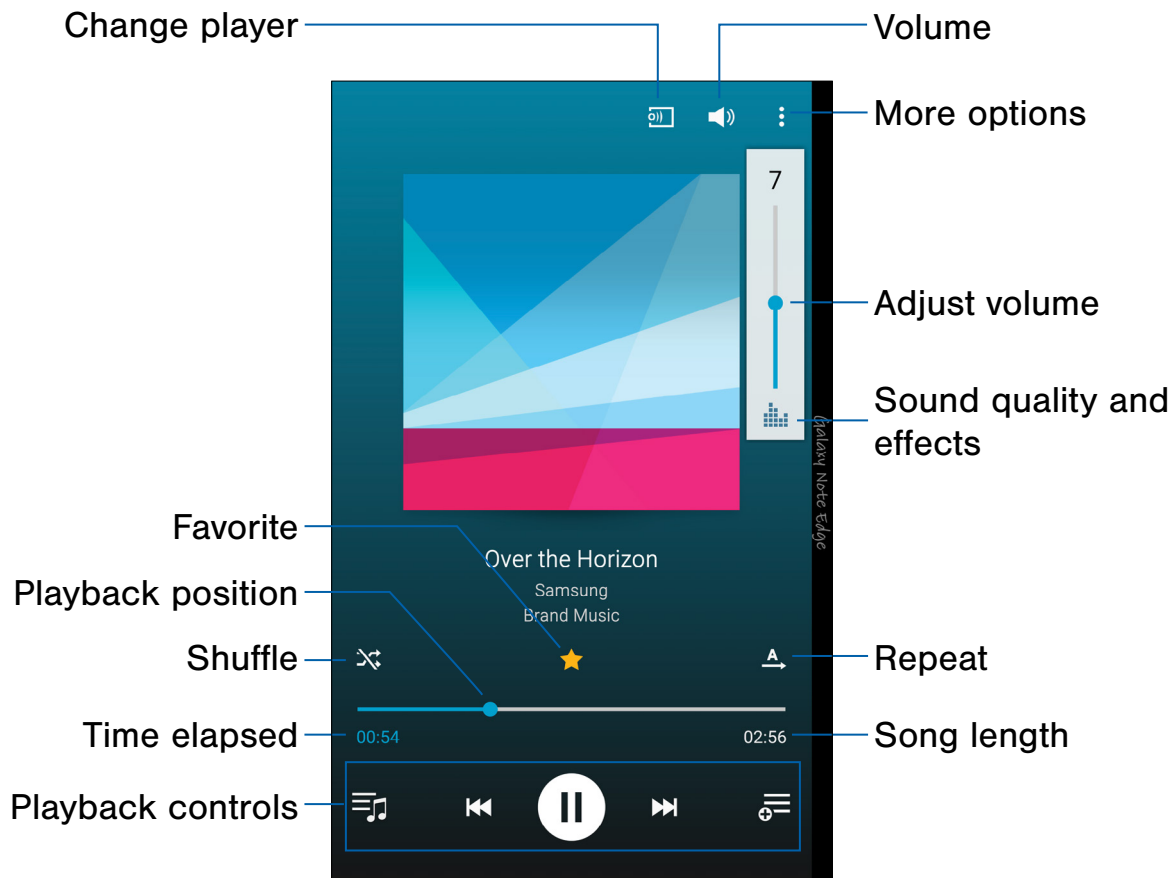 Change player
Volume
More options
7
Adjust volume
Sound quality and
effects
Galaxy Note Edge
Favorite
Over the Horizon
Playback position
Samsung
Brand Music
Shuffle
A
Repeat
Time elapsed
00:54
02:56
Song length
Playback controls